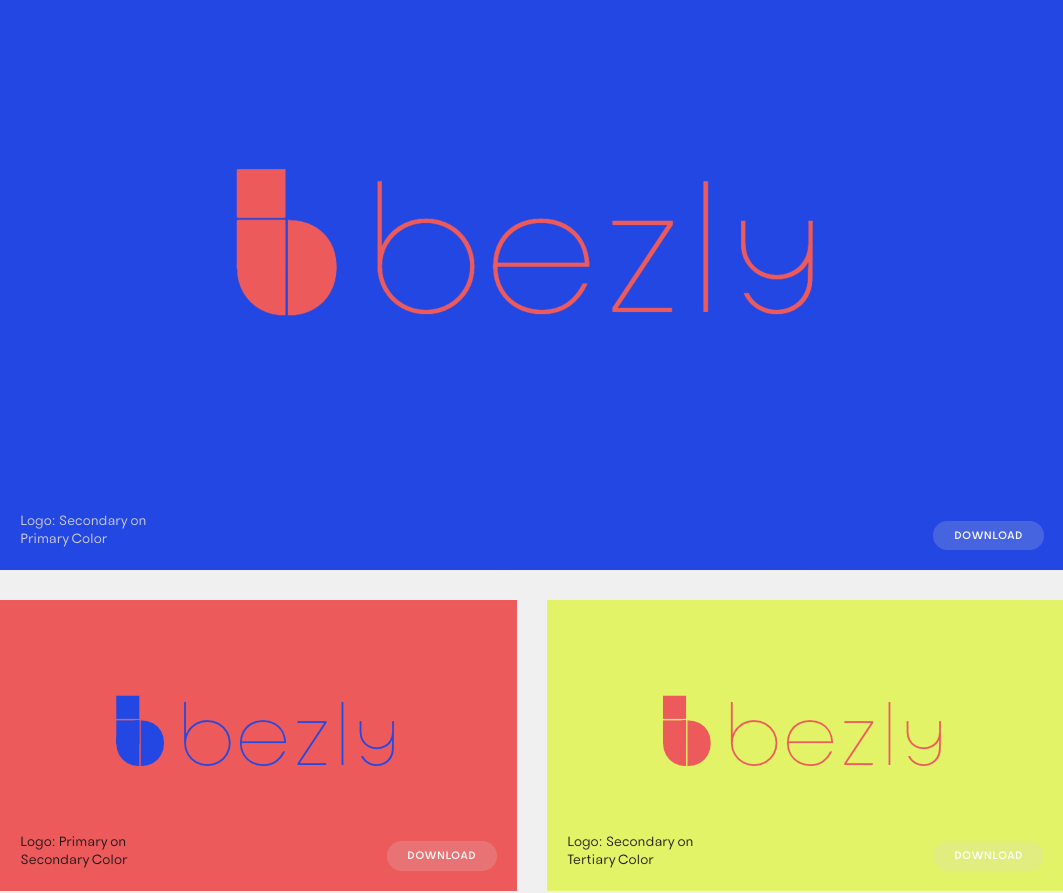 b bezly
Logo: Secondary on
Primary Color
DOWNLOAD
b bezly
Logo: Primary on
Secondary Color
DOWNLOAD
b bezly
Logo: Secondary on
Tertiary Color
DOWNLOAD